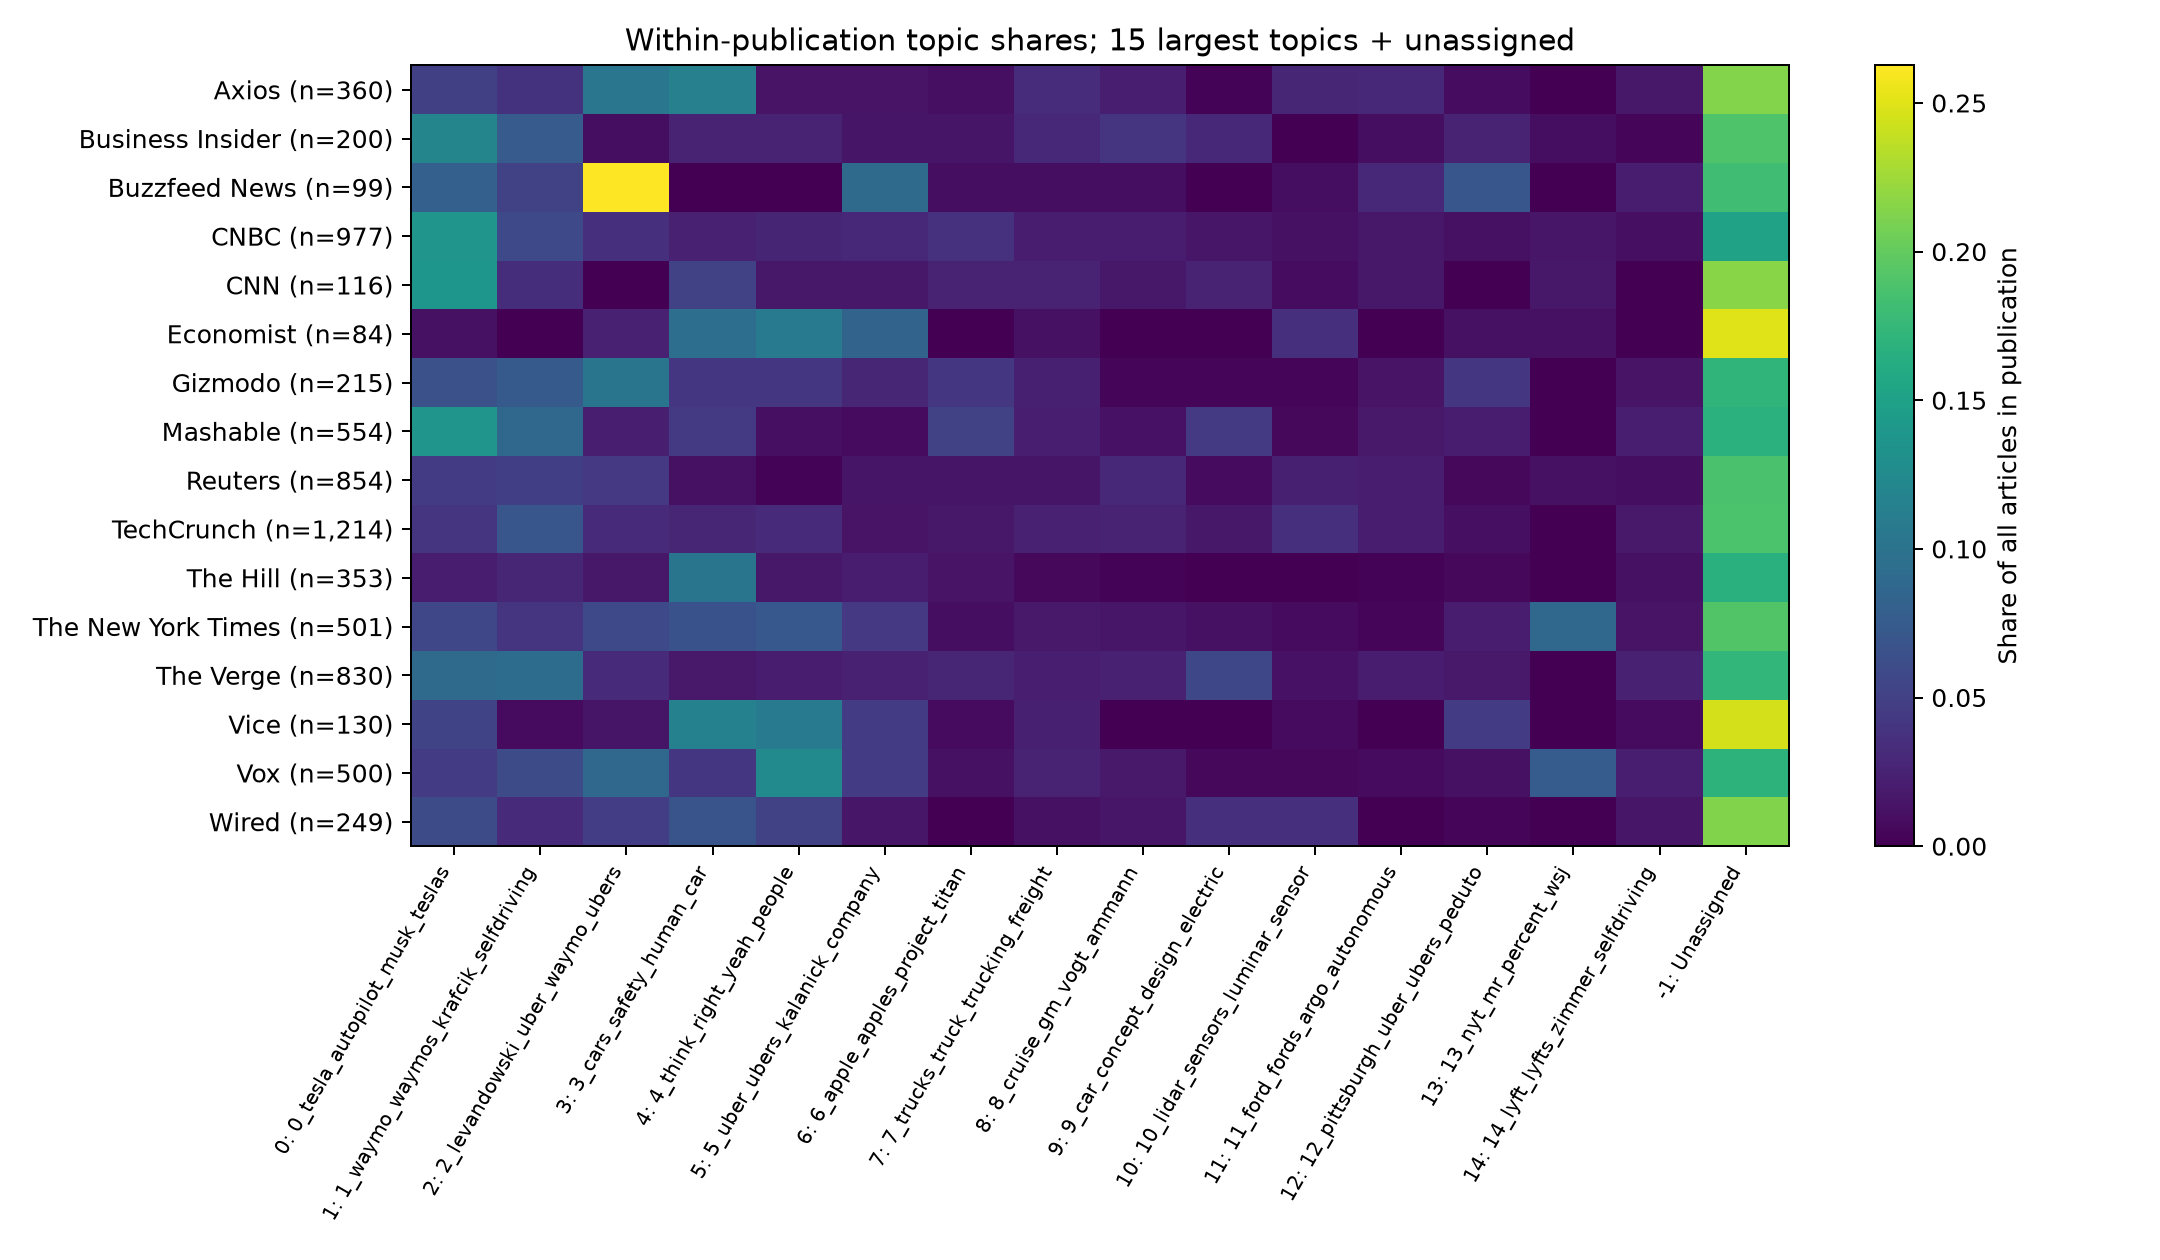 Within-publication topic shares; 15 largest topics + unassigned
Axios (n=360)
Business Insider (n=200)
Buzzfeed News (n=99)
CNBC (n=977)
CNN (n=116)
Economist (n=84)
Gizmodo (n=215)
Mashable (n=554)
Reuters (n=854)
TechCrunch (n=1,214)
The Hill (n=353)
The New York Times (n=501)
The Verge (n=830)
Vice (n=130)
Vox (n=500)
Wired (n=249)
0: 0_tesla_autopilot_musk_teslas
1: 1_waymo_waymos_krafcik_selfdriving
2: 2_levandowski_uber_waymo_ubers
3: 3_cars_safety_human_car
4: 4_think_right_yeah_people
5: 5_uber_ubers_kalanick_company
6: 6_apple_apples_project_titan
7: 7_trucks_truck_trucking_freight
8: 8_cruise_gm_vogt_ammann
9: 9_car_concept_design_electric
10: 10_lidar_sensors_luminar_sensor
11: 11_ford_fords_argo_autonomous
12: 12_pittsburgh_uber_ubers_peduto
13: 13_nyt_mr_percent_wsj
14: 14_lyft_lyfts_zimmer_selfdriving
-1: Unassigned
0.25
0.20
0.15
0.10
0.05
0.00
Share of all articles in publication